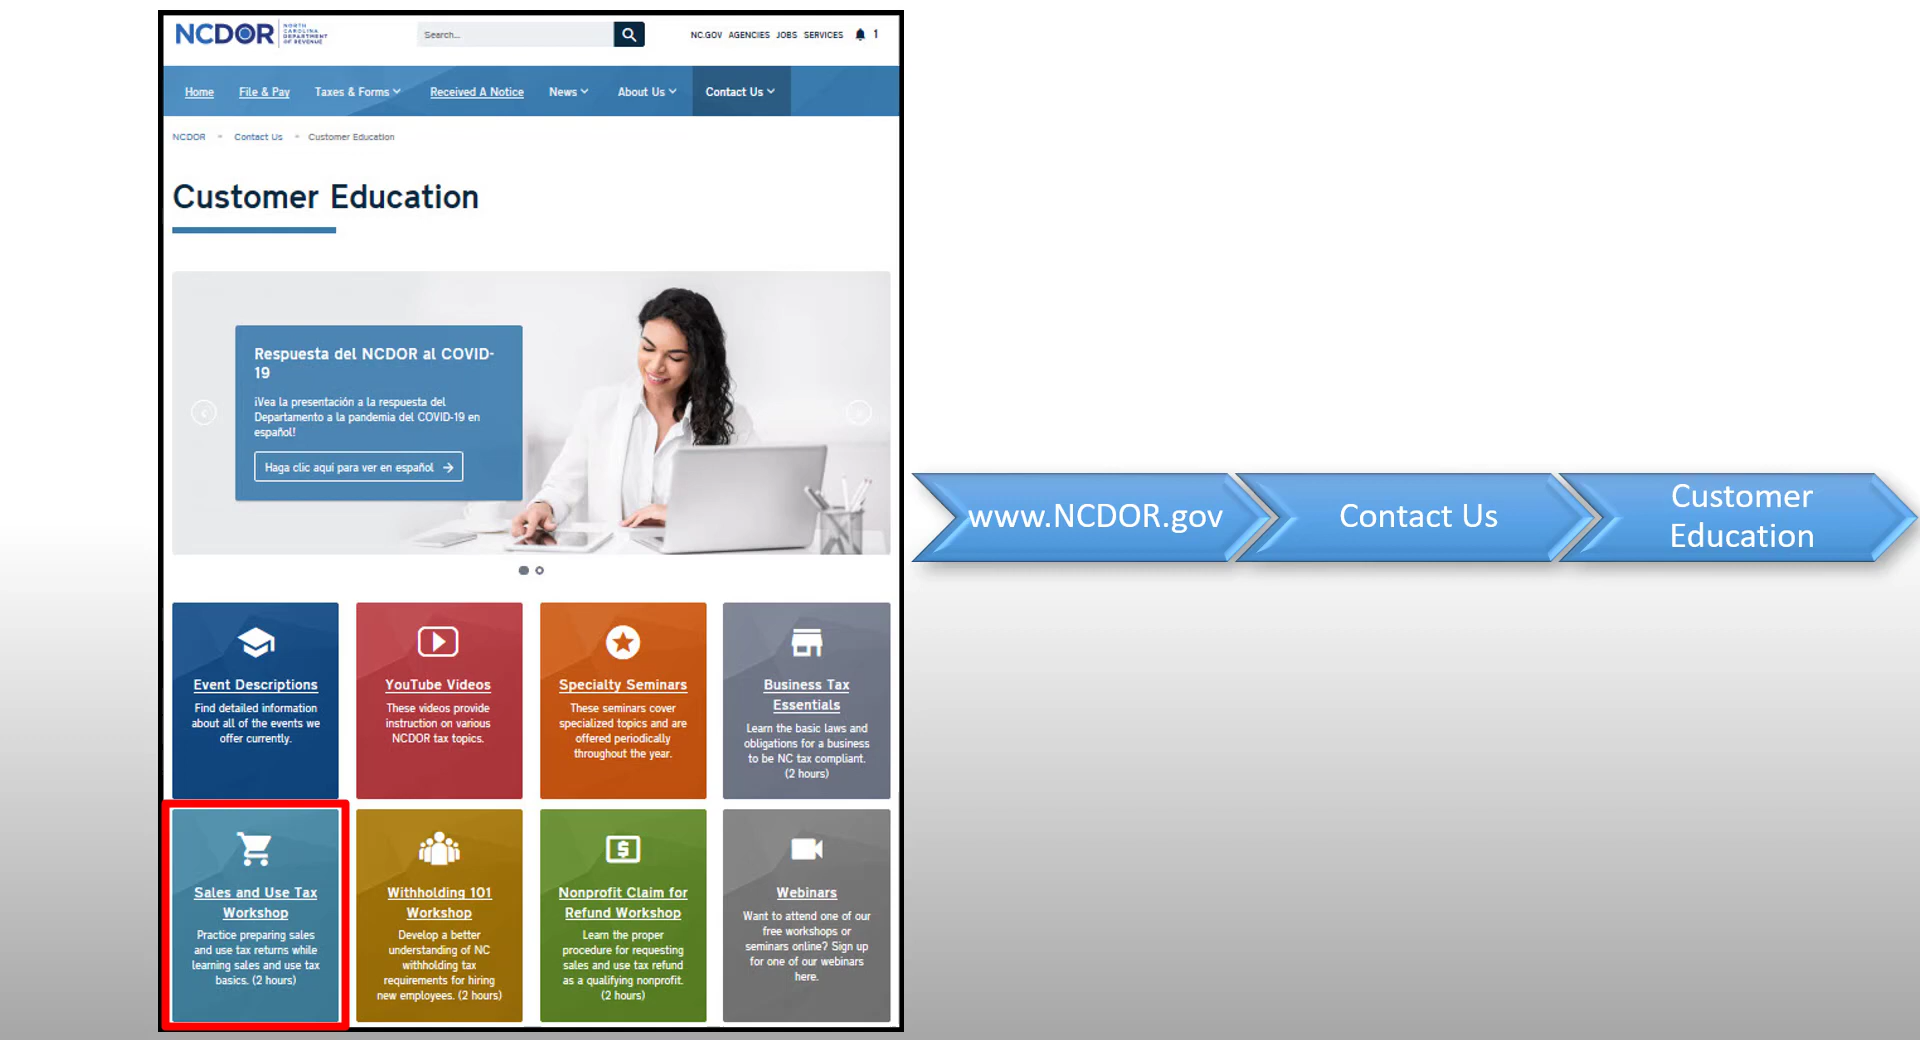 NCDOR
NORTH
CAROLINA
DEPARTMENT
OF REVENUE
Search...
NC.GOV AGENCIES JOBS SERVICES 1
Home File & Pay Taxes & Forms Received A Notice News About Us Contact Us
NCDOR Contact Us Customer Education
Customer Education
Respuesta del NCDOR al COVID-
19
¡Vea la presentación a la respuesta del
Departamento a la pandemia del COVID-19 en
español!
Haga clic aquí para ver en español →
www.NCDOR.gov
Contact Us
Customer
Education
Event Descriptions
Find detailed information
about all of the events we
offer currently.
YouTube Videos
These videos provide
instruction on various
NCDOR tax topics.
Specialty Seminars
These seminars cover
specialized topics and are
offered periodically
throughout the year.
Business Tax
Essentials
Learn the basic laws and
obligations for a business
to be NC tax compliant.
(2 hours)
Sales and Use Tax
Workshop
Practice preparing sales
and use tax returns while
learning sales and use tax
basics. (2 hours)
Withholding 101
Workshop
Develop a better
understanding of NC
withholding tax
requirements for hiring
new employees. (2 hours)
Nonprofit Claim for
Refund Workshop
Learn the proper
procedure for requesting
sales and use tax refund
as a qualifying nonprofit.
(2 hours)
Webinars
Want to attend one of our
free workshops or
seminars online? Sign up
for one of our webinars
here.